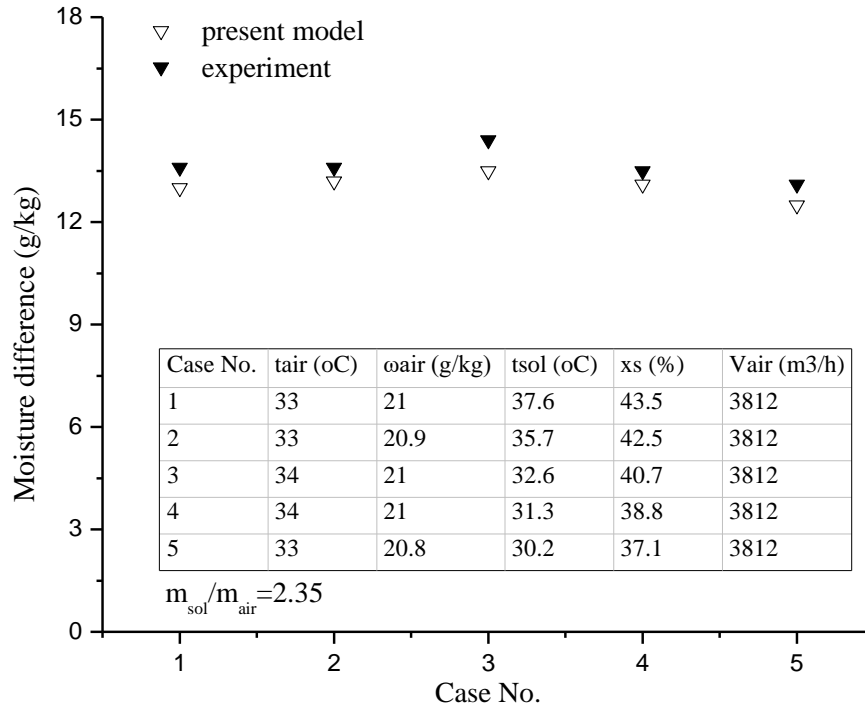 18
15
12
9
6
3
0
Moisture difference (g/kg)
present model
experiment
Case No. tair (oC) ωair (g/kg) tsol (oC) xs (%) Vair (m3/h)
1 33 21 37.6 43.5 3812
2 33 20.9 35.7 42.5 3812
3 34 21 32.6 40.7 3812
4 34 21 31.3 38.8 3812
5 33 20.8 30.2 37.1 3812
m_sol/m_air=2.35
1 2 3 4 5
Case No.